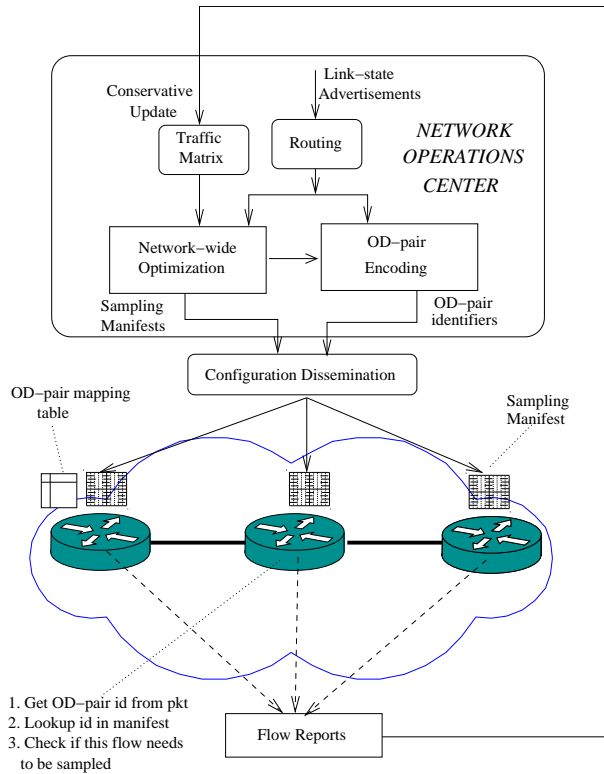 Conservative
Update
Link−state
Advertisements
Traffic
Matrix
Routing
NETWORK
OPERATIONS
CENTER
Network−wide
Optimization
OD−pair
Encoding
Sampling
Manifests
OD−pair
identifiers
Configuration Dissemination
OD−pair mapping
table
Sampling
Manifest
1. Get OD−pair id from pkt
2. Lookup id in manifest
3. Check if this flow needs
to be sampled
Flow Reports